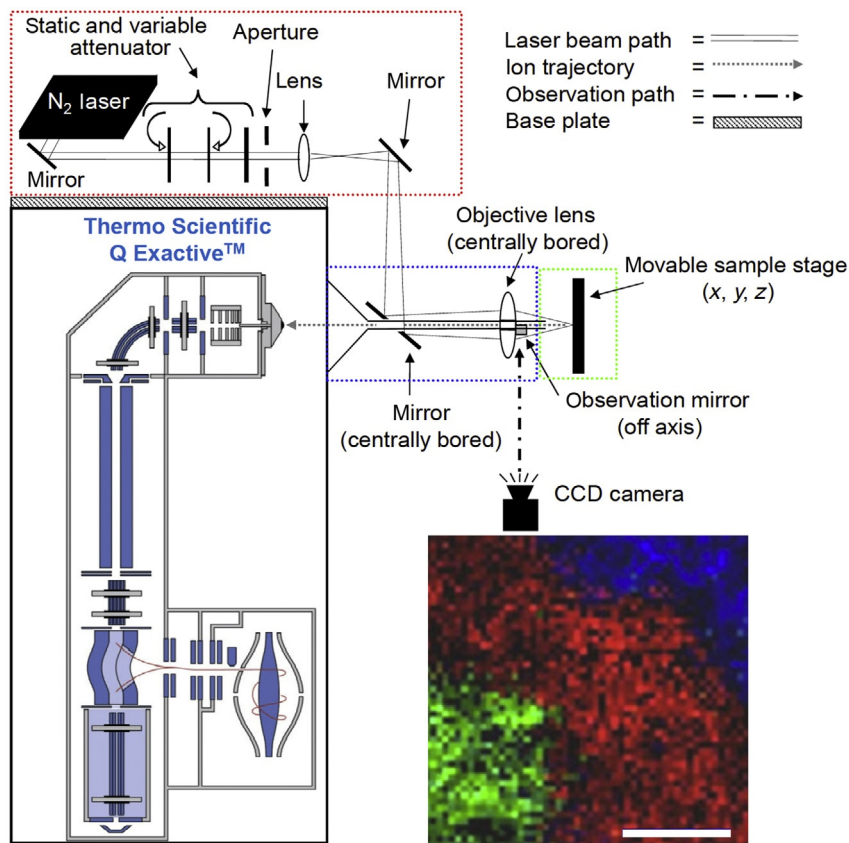 Static and variable
attenuator
Aperture
Lens
Mirror
N2 laser
Mirror
Laser beam path =
Ion trajectory =
Observation path =
Base plate =
Thermo Scientific
Q Exactive™
Objective lens
(centrally bored)
Movable sample stage
(x, y, z)
Mirror
(centrally bored)
Observation mirror
(off axis)
CCD camera